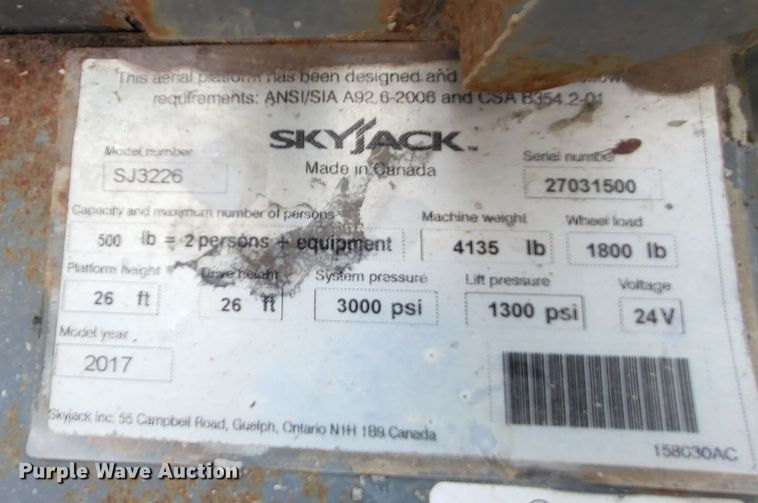 This aerial platform has been designed and
requirements: ANSI/SIA A92.6-2006 and CSA B354.2-01
SKYJACK™
Made in Canada
Model number
SJ3226
Serial number
27031500
Capacity and maximum number of persons
500 lb = 2 persons + equipment
Machine weight
4135 lb
Wheel load
1800 lb
Platform height
26 ft
Drive height
26 ft
System pressure
3000 psi
Lift pressure
1300 psi
Voltage
24 V
Model year
2017
Skyjack Inc. 55 Campbell Road, Guelph, Ontario N1H 1B9 Canada
158030AC
Purple Wave Auction